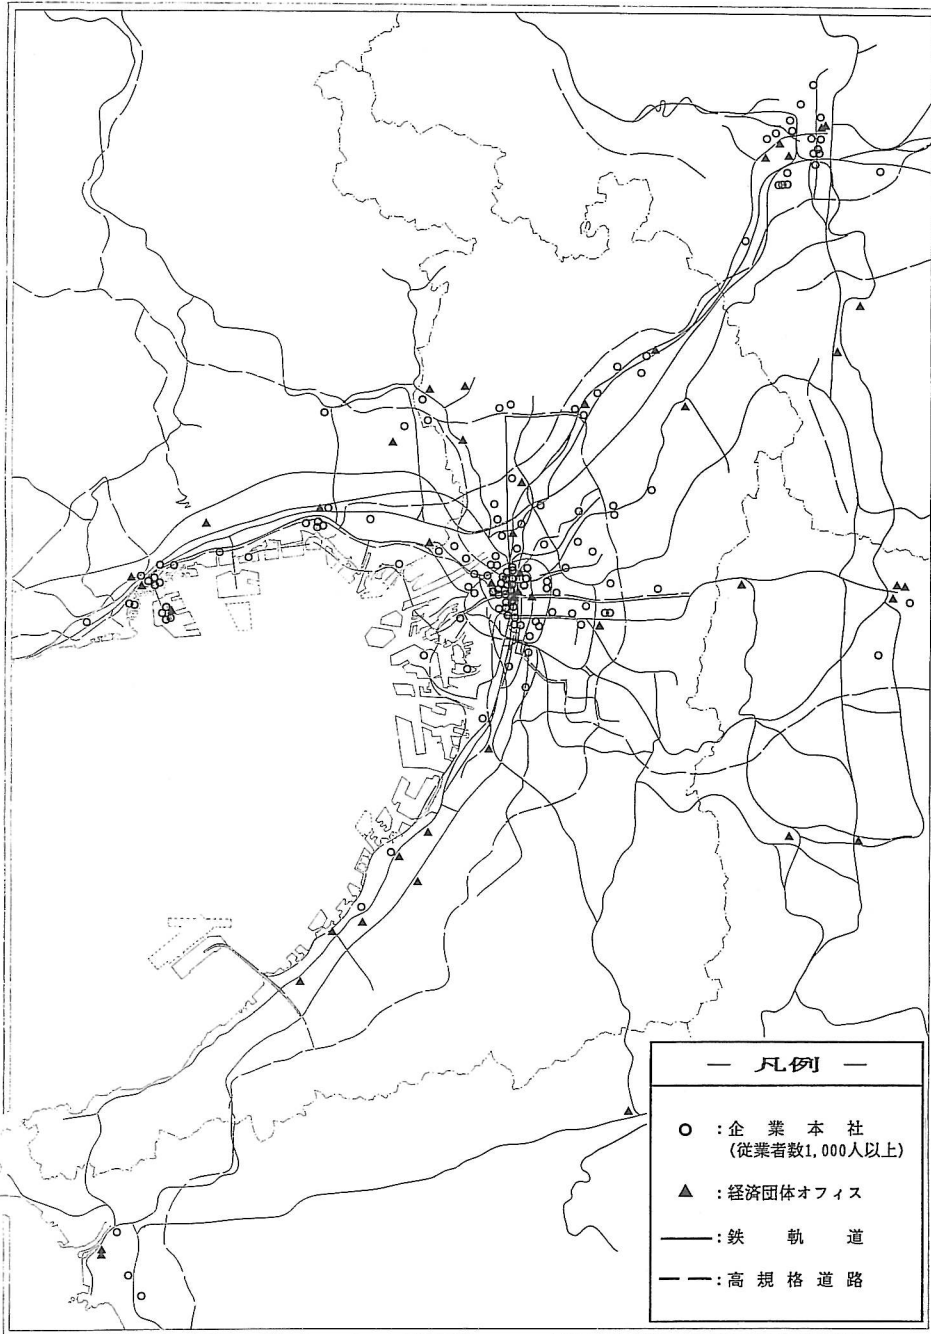 ― 凡例 ―
○ : 企業本社
(従業者数1,000人以上)
▲ : 経済団体オフィス
――― : 鉄軌道
― ― ― : 高規格道路